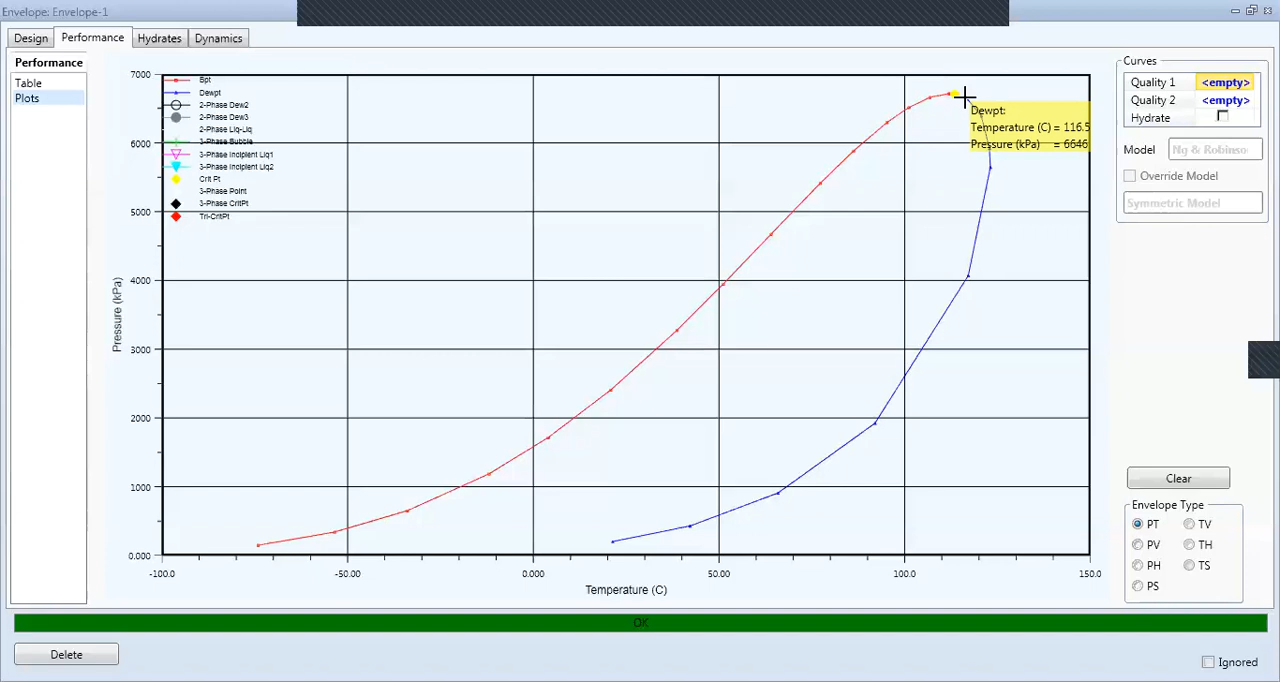 Envelope: Envelope-1
Design
Performance
Hydrates
Dynamics
Performance
Table
Plots
7000
6000
5000
4000
3000
2000
1000
0.000
Pressure (kPa)
Bpt
Dewpt
2-Phase Dew2
2-Phase Dew3
2-Phase Liq-Liq
3-Phase Bubble
3-Phase Incipient Liq1
3-Phase Incipient Liq2
Crit Pt
3-Phase Point
3-Phase CritPt
Tri-CritPt
Dewpt:
Temperature (C) = 116.5
Pressure (kPa) = 6646
-100.0
-50.00
0.000
50.00
100.0
150.0
Temperature (C)
Curves
Quality 1 <empty>
Quality 2 <empty>
Hydrate
Model Ng & Robinso
Override Model
Symmetric Model
Clear
Envelope Type
PT TV
PV TH
PH TS
PS
OK
Delete
Ignored